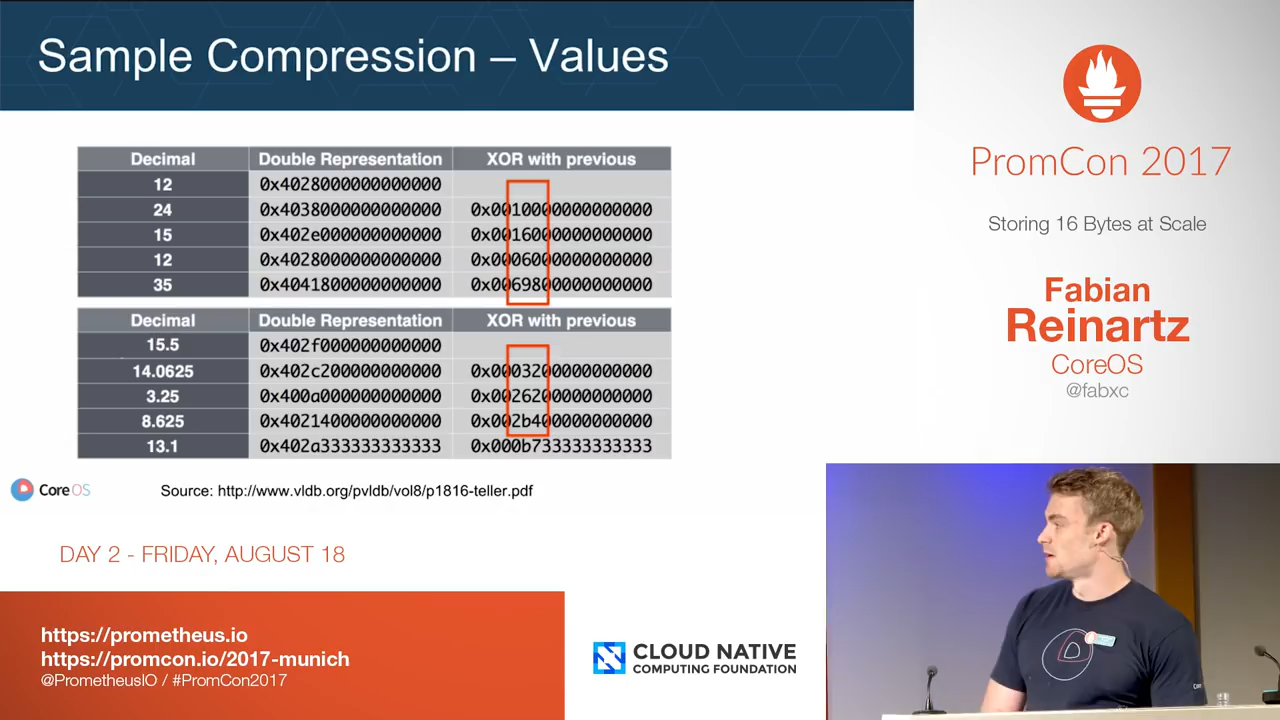 Sample Compression – Values
Decimal Double Representation XOR with previous
12 0x4028000000000000
24 0x4038000000000000 0x0010000000000000
15 0x402e000000000000 0x0016000000000000
12 0x4028000000000000 0x0006000000000000
35 0x4041800000000000 0x0069800000000000
Decimal Double Representation XOR with previous
15.5 0x402f000000000000
14.0625 0x402c200000000000 0x0003200000000000
3.25 0x400a000000000000 0x0026200000000000
8.625 0x4021400000000000 0x002b400000000000
13.1 0x402a333333333333 0x000b733333333333
CoreOS
Source: http://www.vldb.org/pvldb/vol8/p1816-teller.pdf
DAY 2 - FRIDAY, AUGUST 18
https://prometheus.io
https://promcon.io/2017-munich
@PrometheusIO / #PromCon2017
CLOUD NATIVE
COMPUTING FOUNDATION
PromCon 2017
Storing 16 Bytes at Scale
Fabian
Reinartz
CoreOS
@fabxc